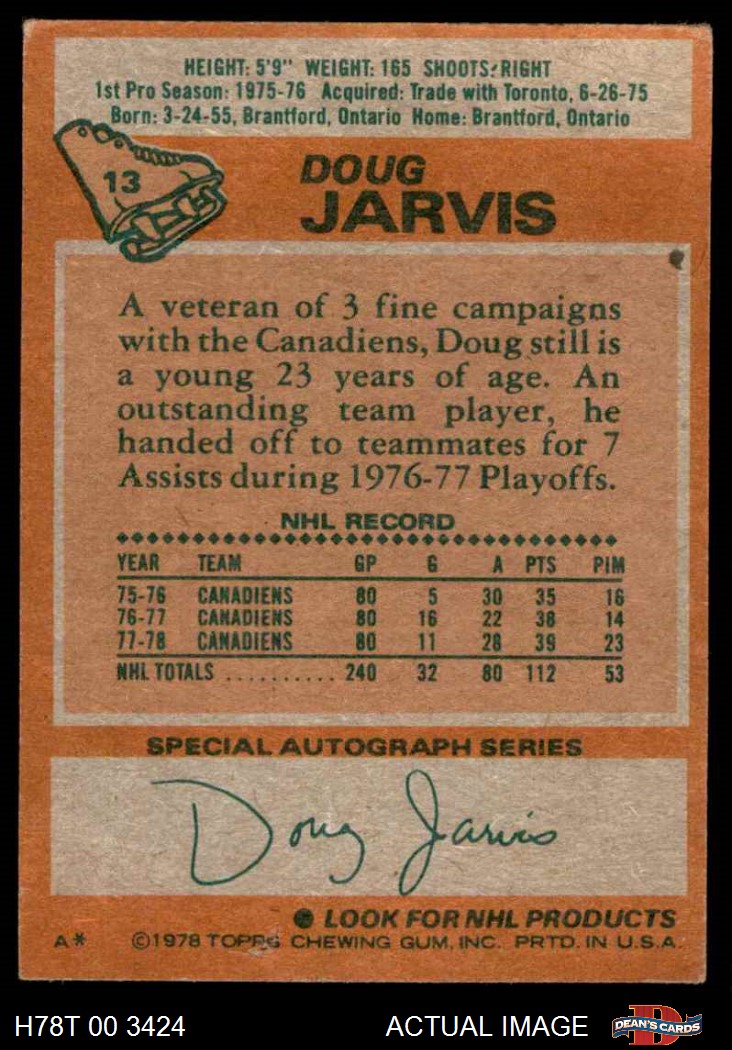 HEIGHT: 5'9" WEIGHT: 165 SHOOTS: RIGHT
1st Pro Season: 1975-76 Acquired: Trade with Toronto, 6-26-75
Born: 3-24-55, Brantford, Ontario Home: Brantford, Ontario
13
DOUG
JARVIS
A veteran of 3 fine campaigns
with the Canadiens, Doug still is
a young 23 years of age. An
outstanding team player, he
handed off to teammates for 7
Assists during 1976-77 Playoffs.
NHL RECORD
YEAR TEAM GP G A PTS PIM
75-76 CANADIENS 80 5 30 35 16
76-77 CANADIENS 80 16 22 38 14
77-78 CANADIENS 80 11 28 39 23
NHL TOTALS .......... 240 32 80 112 53
SPECIAL AUTOGRAPH SERIES
Doug Jarvis
LOOK FOR NHL PRODUCTS
A* ©1978 TOPPS CHEWING GUM, INC. PRTD. IN U.S.A.
H78T 00 3424 ACTUAL IMAGE DEAN'S CARDS